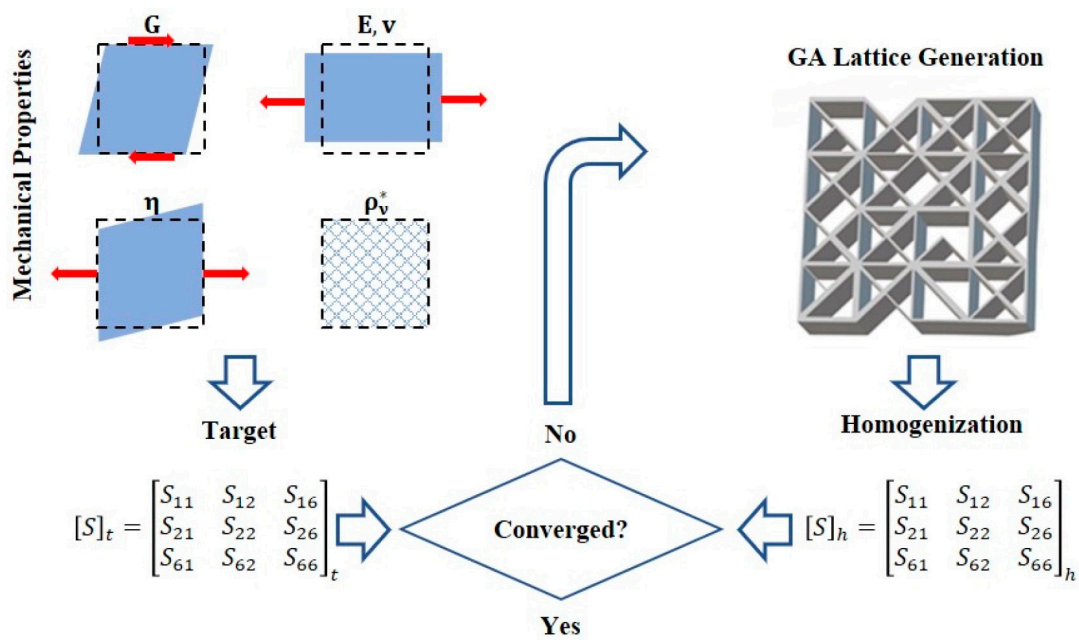 Mechanical Properties
G
E, ν
η
ρ*ᵥ
GA Lattice Generation
Target
No
Homogenization
[S]ₜ = [S₁₁ S₁₂ S₁₆
S₂₁ S₂₂ S₂₆
S₆₁ S₆₂ S₆₆]ₜ
Converged?
[S]ₕ = [S₁₁ S₁₂ S₁₆
S₂₁ S₂₂ S₂₆
S₆₁ S₆₂ S₆₆]ₕ
Yes